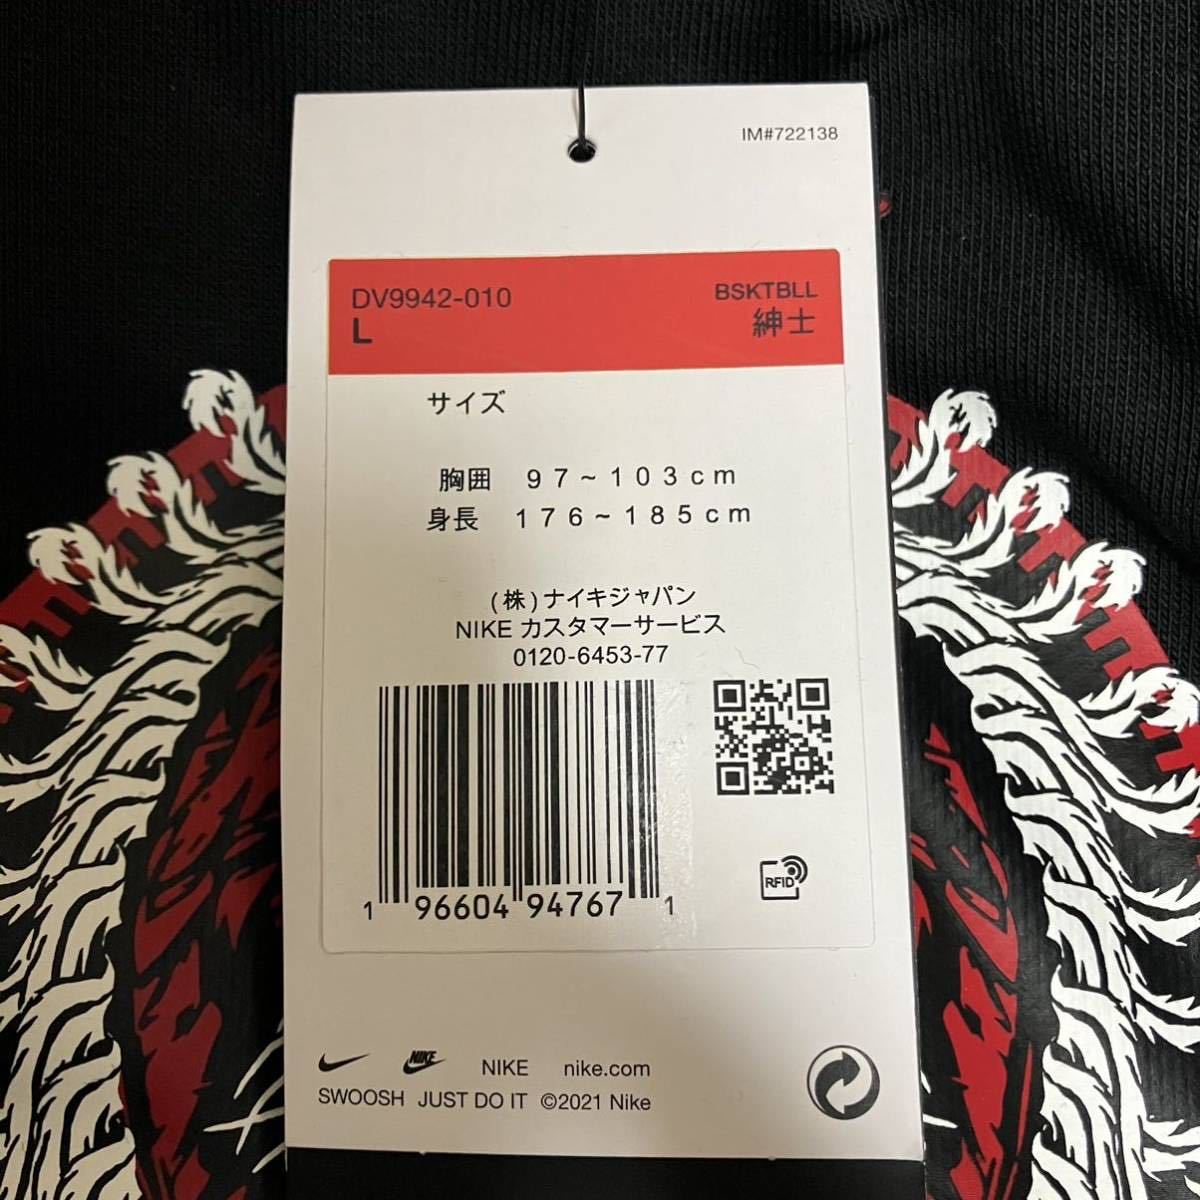 IM#722138
DV9942-010
BSKTBLL
L
紳士
サイズ
胸囲 97~103cm
身長 176~185cm
(株)ナイキジャパン
NIKE カスタマーサービス
0120-6453-77
1 96604 94767 1
RFID
NIKE NIKE nike.com
SWOOSH JUST DO IT ©2021 Nike